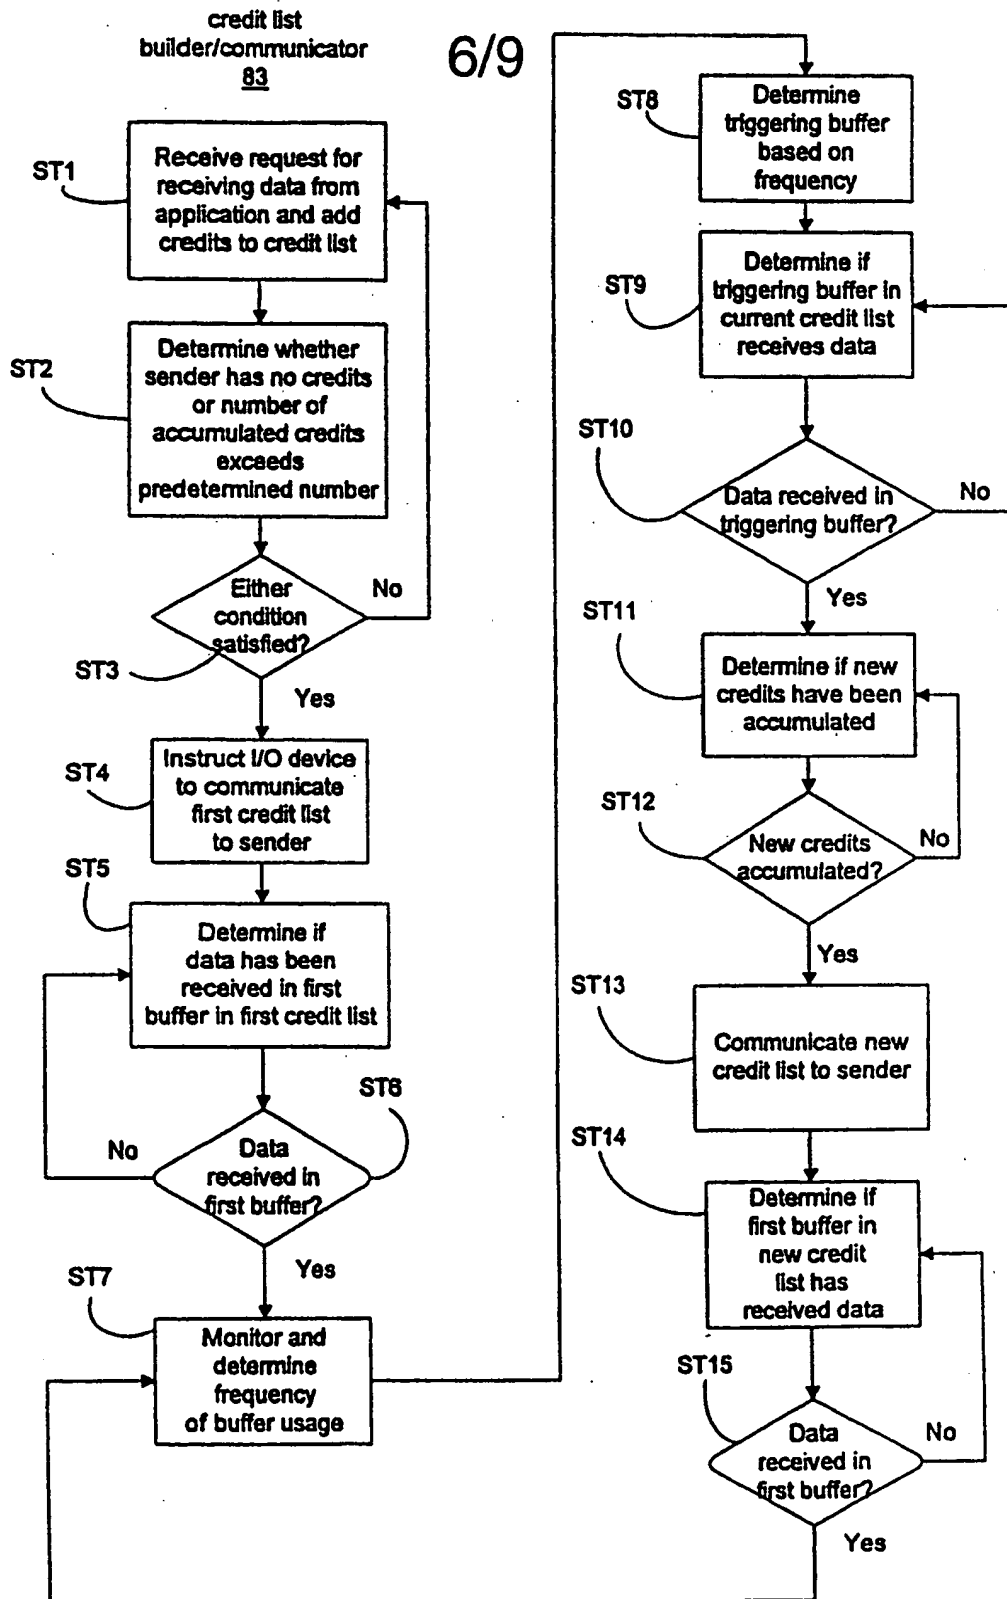 credit list
builder/communicator
83
6/9
ST1
Receive request for
receiving data from
application and add
credits to credit list
ST2
Determine whether
sender has no credits
or number of
accumulated credits
exceeds
predetermined number
Either
condition
satisfied?
No
ST3
Yes
ST4
Instruct I/O device
to communicate
first credit list
to sender
ST5
Determine if
data has been
received in first
buffer in first credit list
ST6
No
Data
received in
first buffer?
Yes
ST7
Monitor and
determine
frequency
of buffer usage
ST8
Determine
triggering buffer
based on
frequency
ST9
Determine if
triggering buffer in
current credit list
receives data
ST10
Data received in
triggering buffer?
No
Yes
ST11
Determine if new
credits have been
accumulated
ST12
New credits
accumulated?
No
Yes
ST13
Communicate new
credit list to sender
ST14
Determine if
first buffer in
new credit
list has
received data
ST15
Data
received in
first buffer?
No
Yes